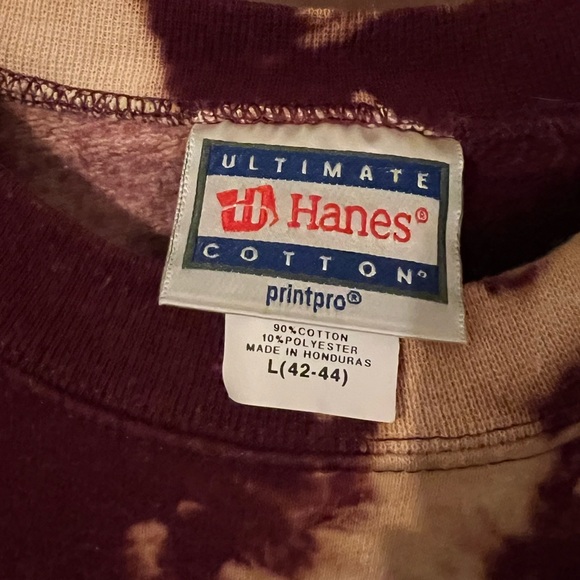 ULTIMATE
Hanes®
COTTON®
printpro®
90%COTTON
10%POLYESTER
MADE IN HONDURAS
L(42-44)